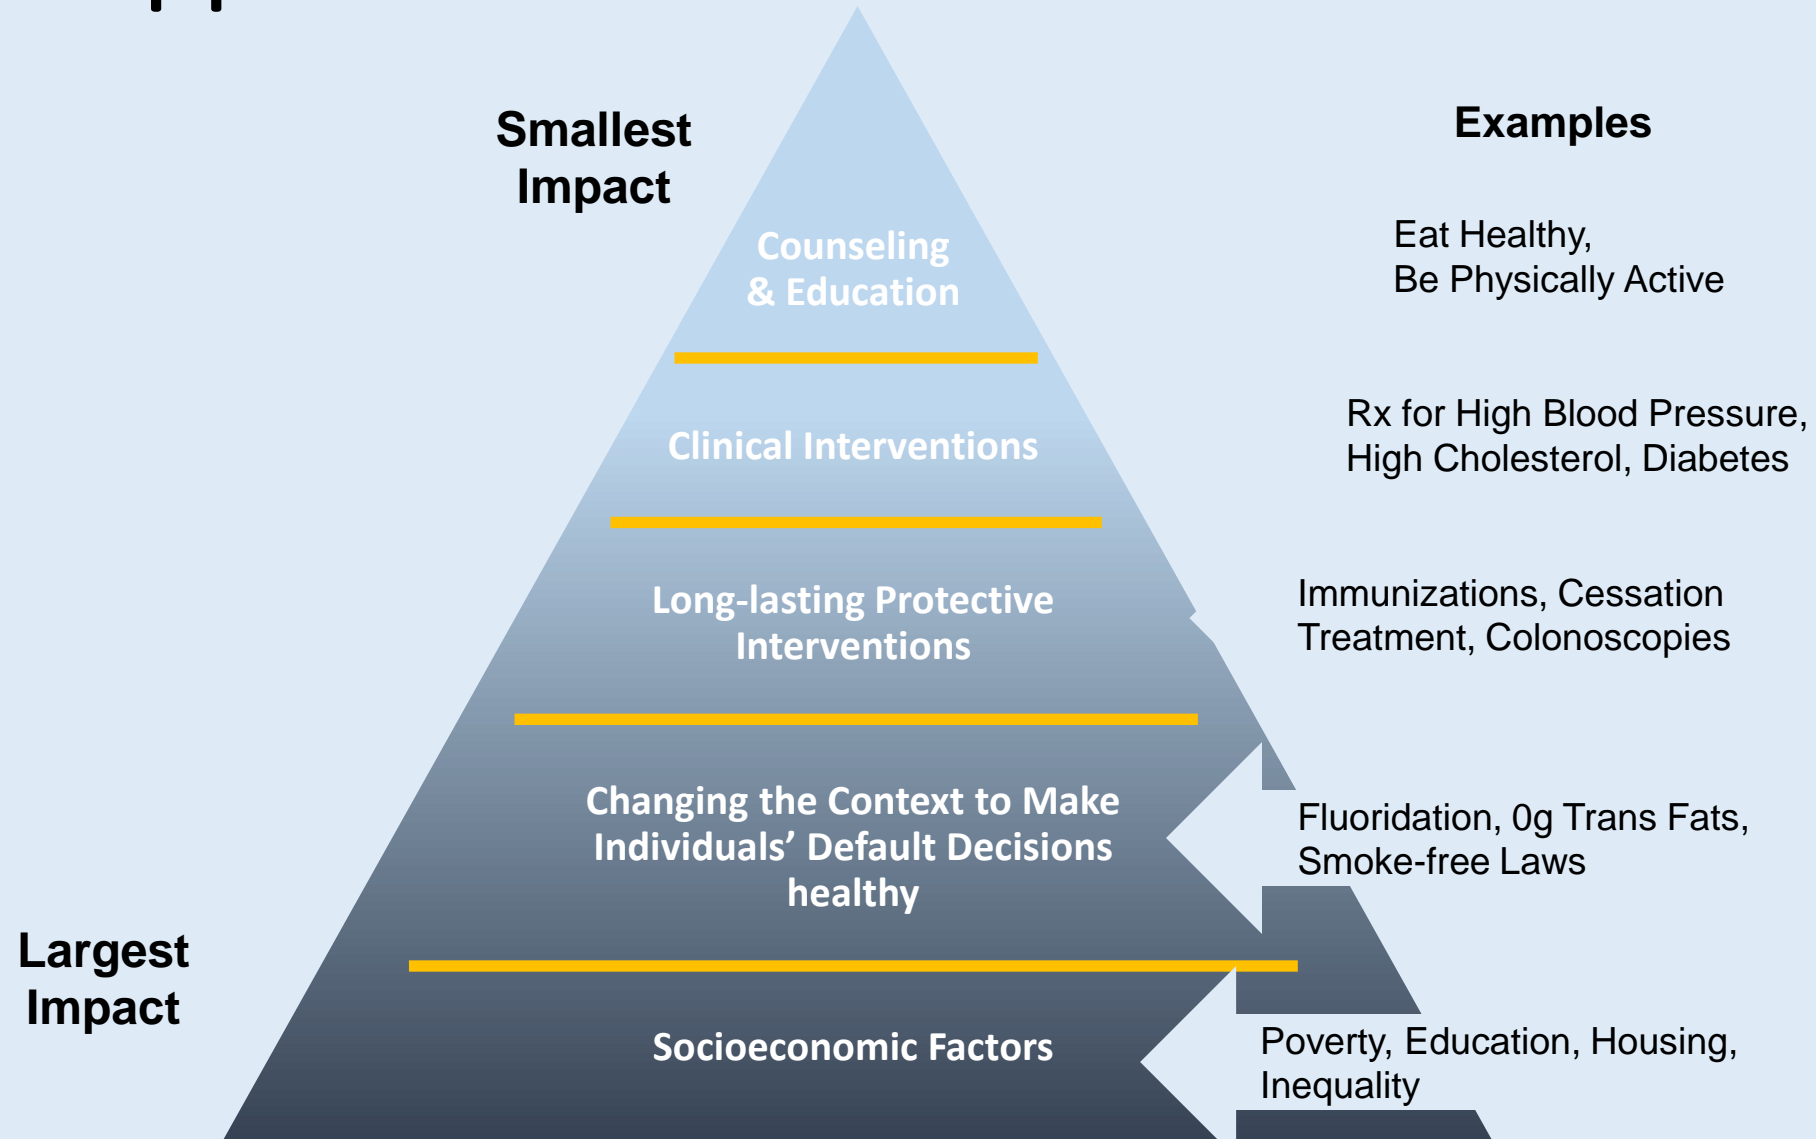 Smallest
Impact
Examples
Counseling
& Education
Eat Healthy,
Be Physically Active
Clinical Interventions
Rx for High Blood Pressure,
High Cholesterol, Diabetes
Long-lasting Protective
Interventions
Immunizations, Cessation
Treatment, Colonoscopies
Changing the Context to Make
Individuals’ Default Decisions
healthy
Fluoridation, 0g Trans Fats,
Smoke-free Laws
Largest
Impact
Socioeconomic Factors
Poverty, Education, Housing,
Inequality